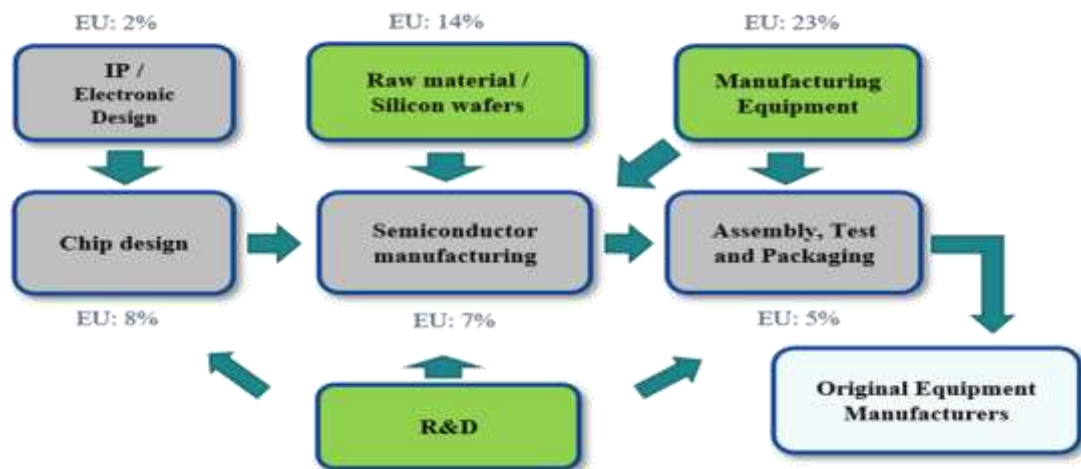 EU: 2%
EU: 14%
EU: 23%
IP /
Electronic
Design
Raw material /
Silicon wafers
Manufacturing
Equipment
Chip design
Semiconductor
manufacturing
Assembly, Test
and Packaging
EU: 8%
EU: 7%
EU: 5%
R&D
Original Equipment
Manufacturers